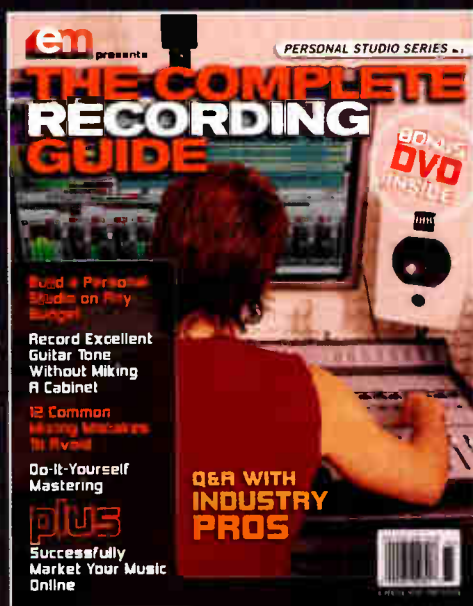 em presents
PERSONAL STUDIO SERIES
THE COMPLETE
RECORDING
GUIDE
BONUS
DVD
INSIDE
Build a Personal
Studio on Any
Budget
Record Excellent
Guitar Tone
Without Miking
A Cabinet
12 Common
Mixing Mistakes
To Avoid
Do-It-Yourself
Mastering
plus
Successfully
Market Your Music
Online
Q&A WITH
INDUSTRY
PROS